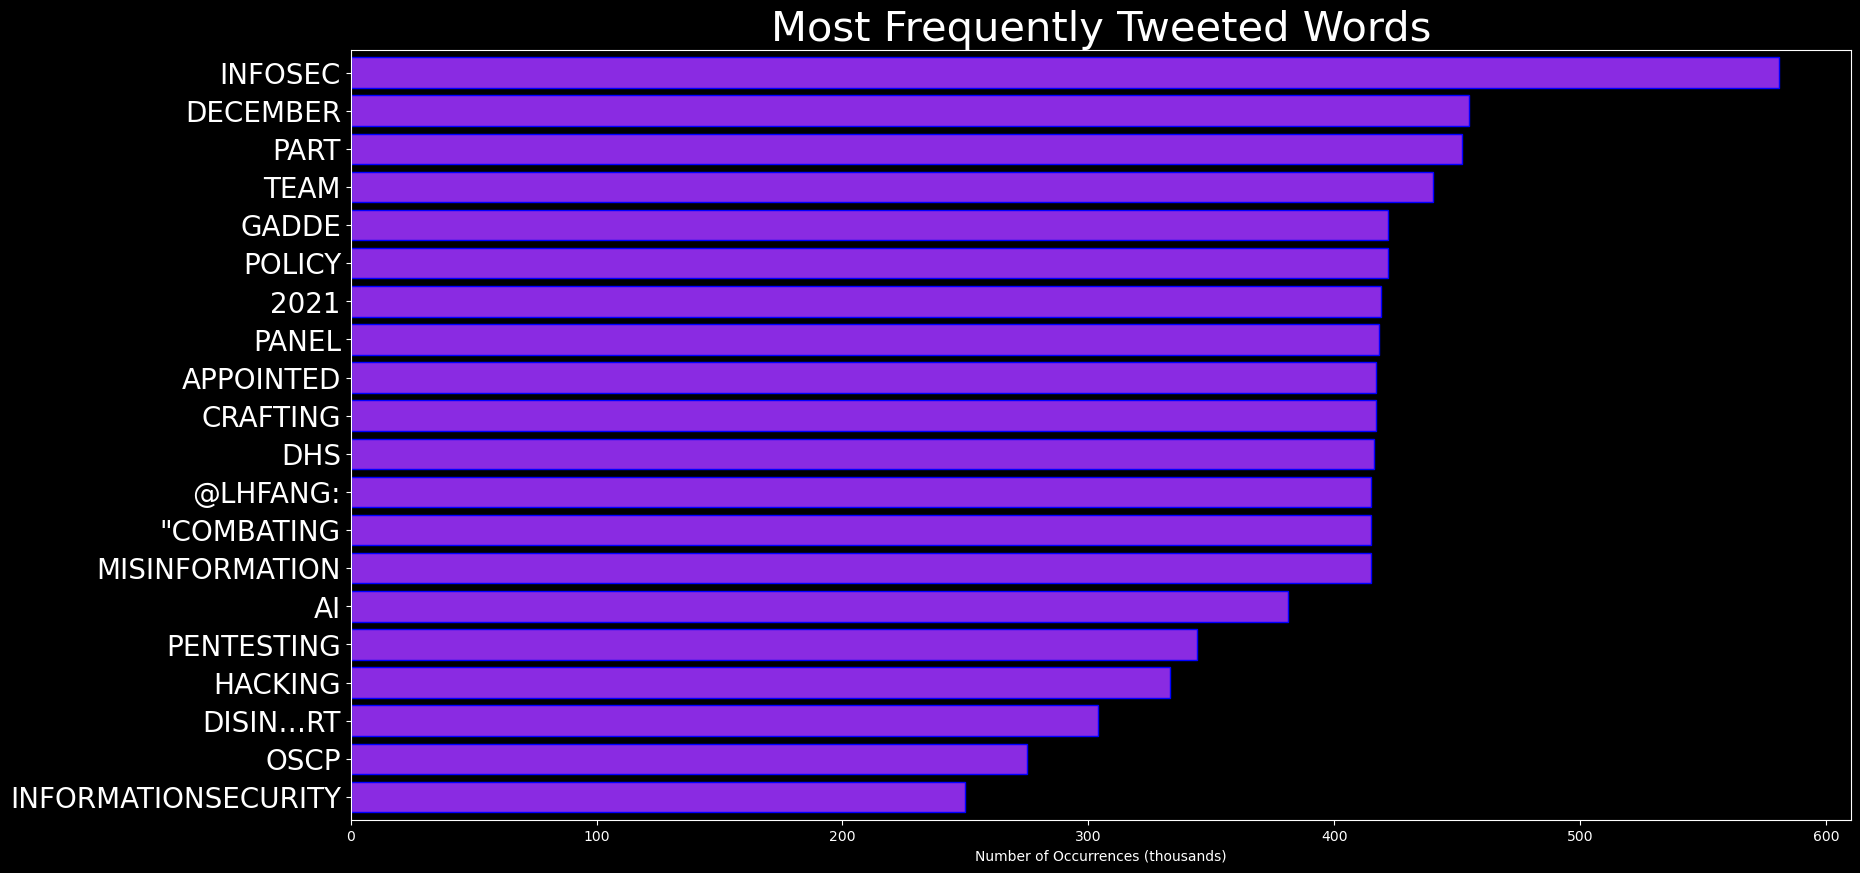 Most Frequently Tweeted Words
INFOSEC
DECEMBER
PART
TEAM
GADDE
POLICY
2021
PANEL
APPOINTED
CRAFTING
DHS
@LHFANG:
"COMBATING
MISINFORMATION
AI
PENTESTING
HACKING
DISIN…RT
OSCP
INFORMATIONSECURITY
0 100 200 300 400 500 600
Number of Occurrences (thousands)